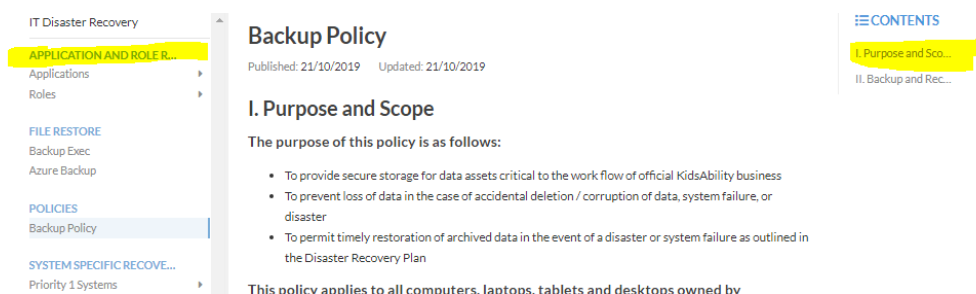 IT Disaster Recovery
APPLICATION AND ROLE R...
Applications
Roles
FILE RESTORE
Backup Exec
Azure Backup
POLICIES
Backup Policy
SYSTEM SPECIFIC RECOVE...
Priority 1 Systems
Backup Policy
Published: 21/10/2019 Updated: 21/10/2019
I. Purpose and Scope
The purpose of this policy is as follows:
• To provide secure storage for data assets critical to the work flow of official KidsAbility business
• To prevent loss of data in the case of accidental deletion / corruption of data, system failure, or
disaster
• To permit timely restoration of archived data in the event of a disaster or system failure as outlined in
the Disaster Recovery Plan
This policy applies to all computers, laptops, tablets and desktops owned by
CONTENTS
I. Purpose and Sco...
II. Backup and Rec...